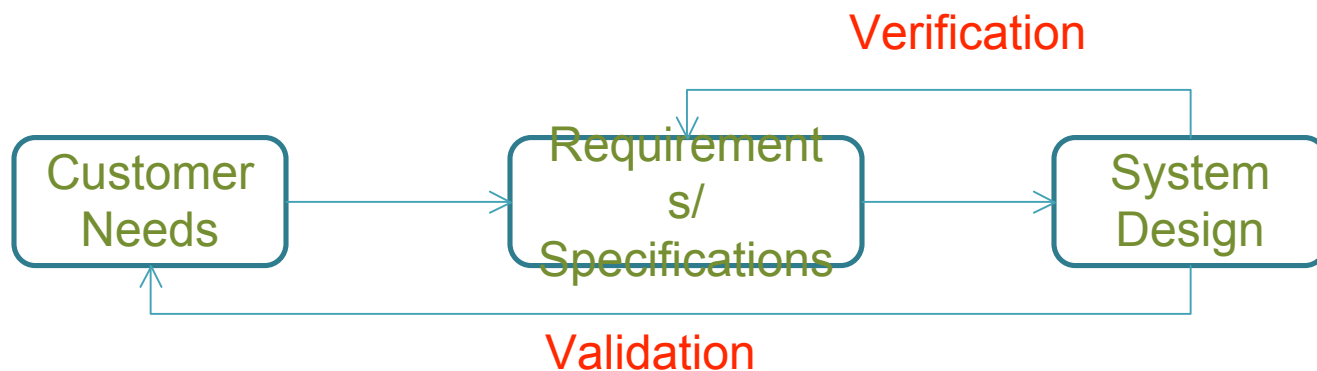 Verification
Customer
Needs
Requirement
s/
Specifications
System
Design
Validation